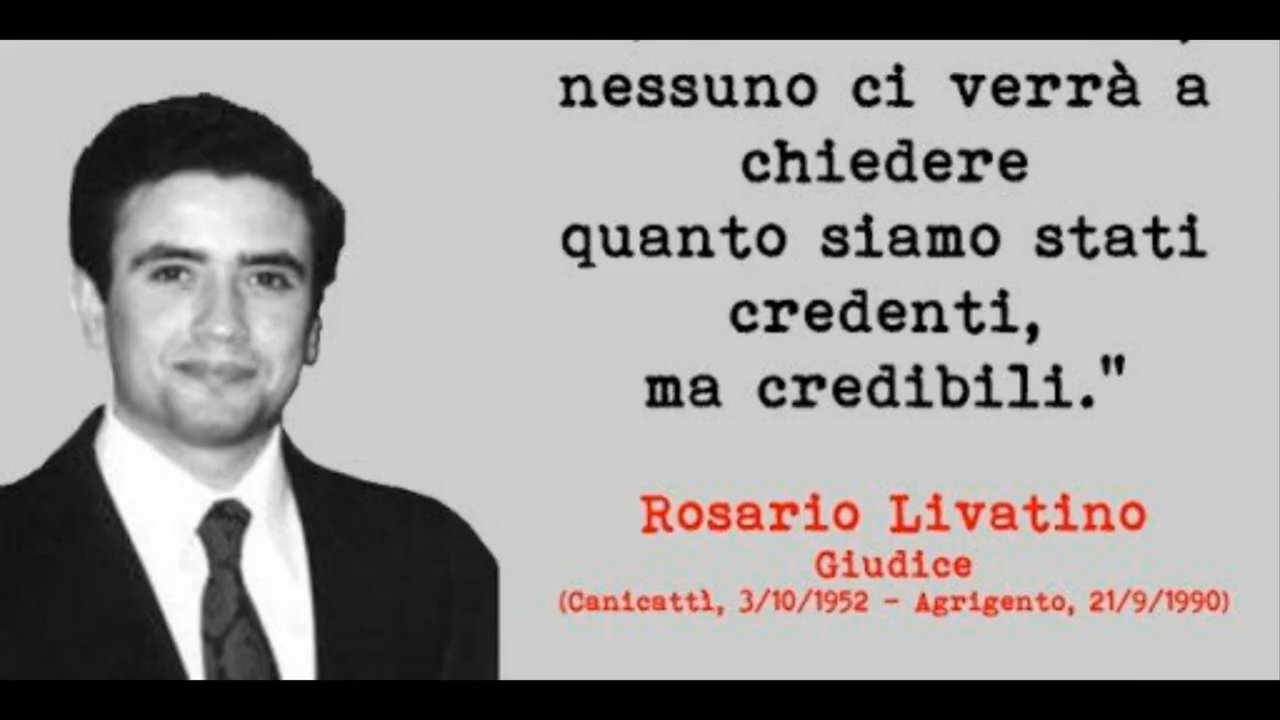 nessuno ci verrà a
chiedere
quanto siamo stati
credenti,
ma credibili."
Rosario Livatino
Giudice
(Canicattì, 3/10/1952 - Agrigento, 21/9/1990)